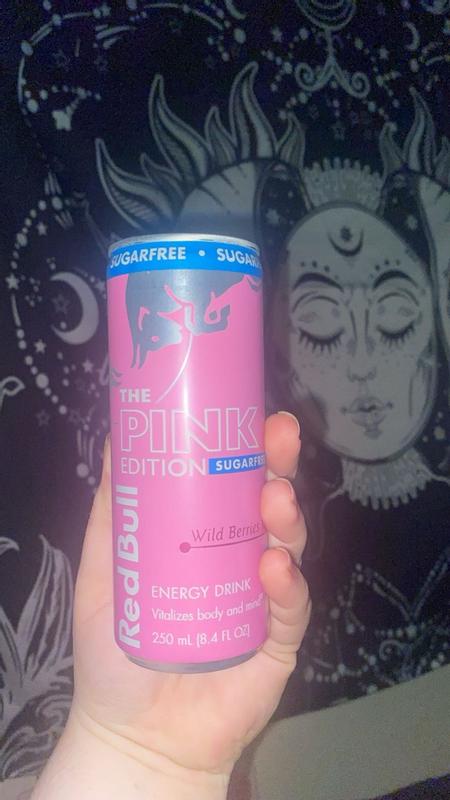 SUGARFREE • SUGAR
THE
PINK
EDITION SUGARFREE
Red Bull
Wild Berries
ENERGY DRINK
Vitalizes body and mind®
250 mL (8.4 FL OZ)